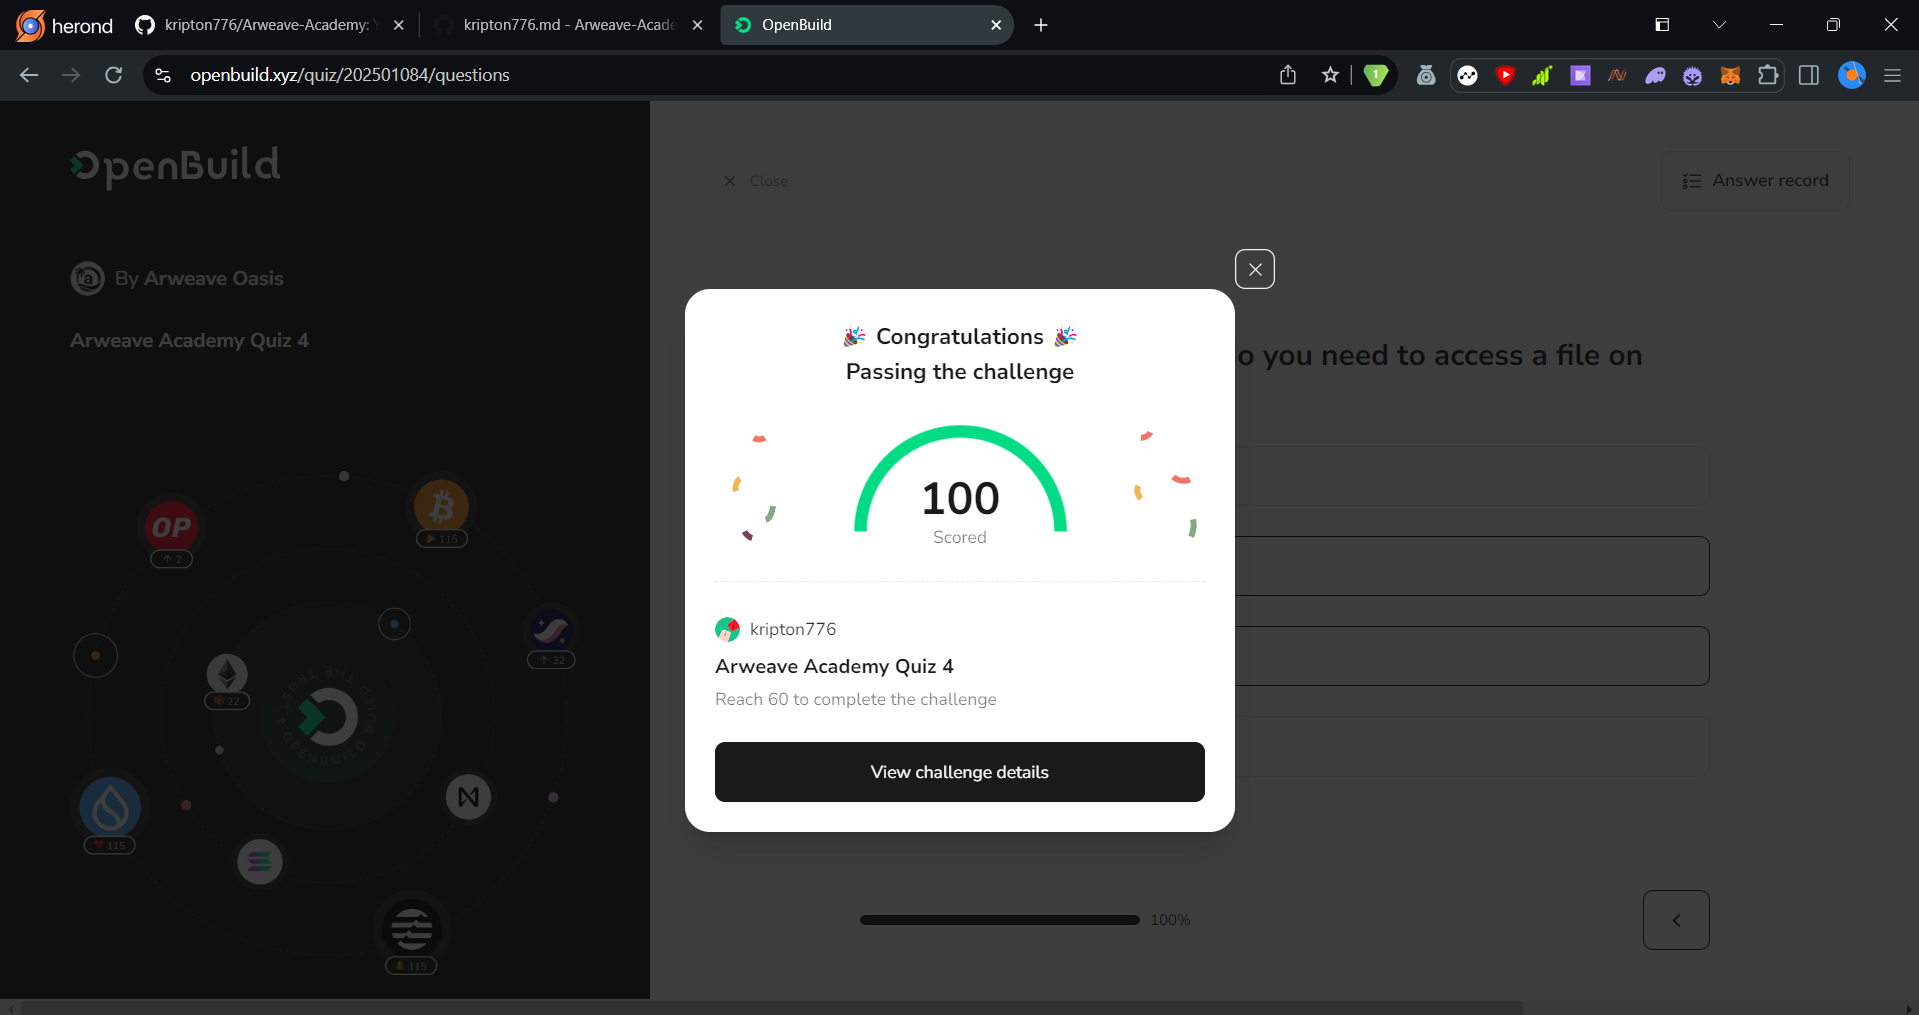 herond
kripton776/Arweave-Academy:
kripton776.md - Arweave-Acade
OpenBuild
openbuild.xyz/quiz/202501084/questions
1
OpenBuild
By Arweave Oasis
Arweave Academy Quiz 4
OP
2
115
32
22
115
115
Close
Answer record
o you need to access a file on
Congratulations
Passing the challenge
100
Scored
kripton776
Arweave Academy Quiz 4
Reach 60 to complete the challenge
View challenge details
100%